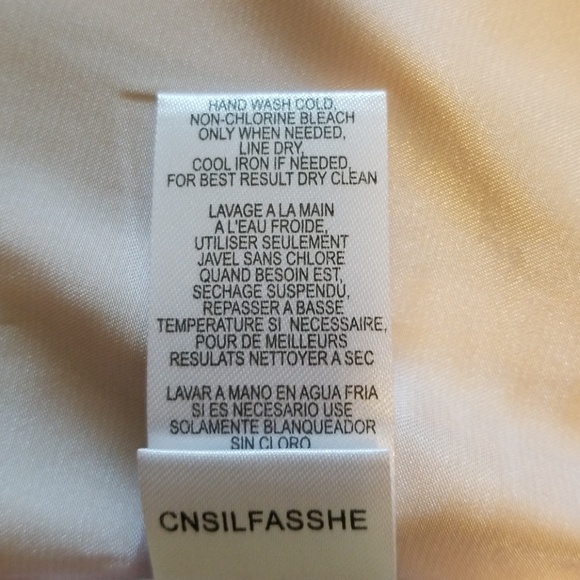 HAND WASH COLD,
NON-CHLORINE BLEACH
ONLY WHEN NEEDED,
LINE DRY,
COOL IRON IF NEEDED,
FOR BEST RESULT DRY CLEAN
LAVAGE A LA MAIN
A L'EAU FROIDE,
UTILISER SEULEMENT
JAVEL SANS CHLORE
QUAND BESOIN EST,
SECHAGE SUSPENDU,
REPASSER A BASSE
TEMPERATURE SI NECESSAIRE,
POUR DE MEILLEURS
RESULATS NETTOYER A SEC
LAVAR A MANO EN AGUA FRIA
SI ES NECESARIO USE
SOLAMENTE BLANQUEADOR
SIN CLORO
CNSILFASSHE